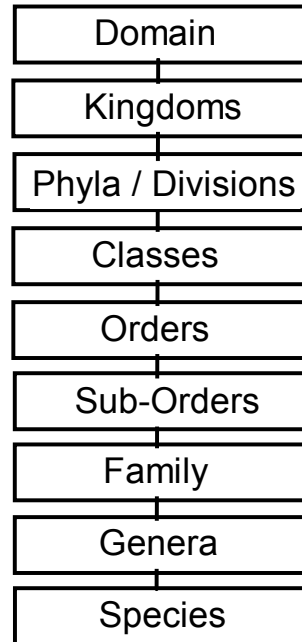 Domain
Kingdoms
Phyla / Divisions
Classes
Orders
Sub-Orders
Family
Genera
Species